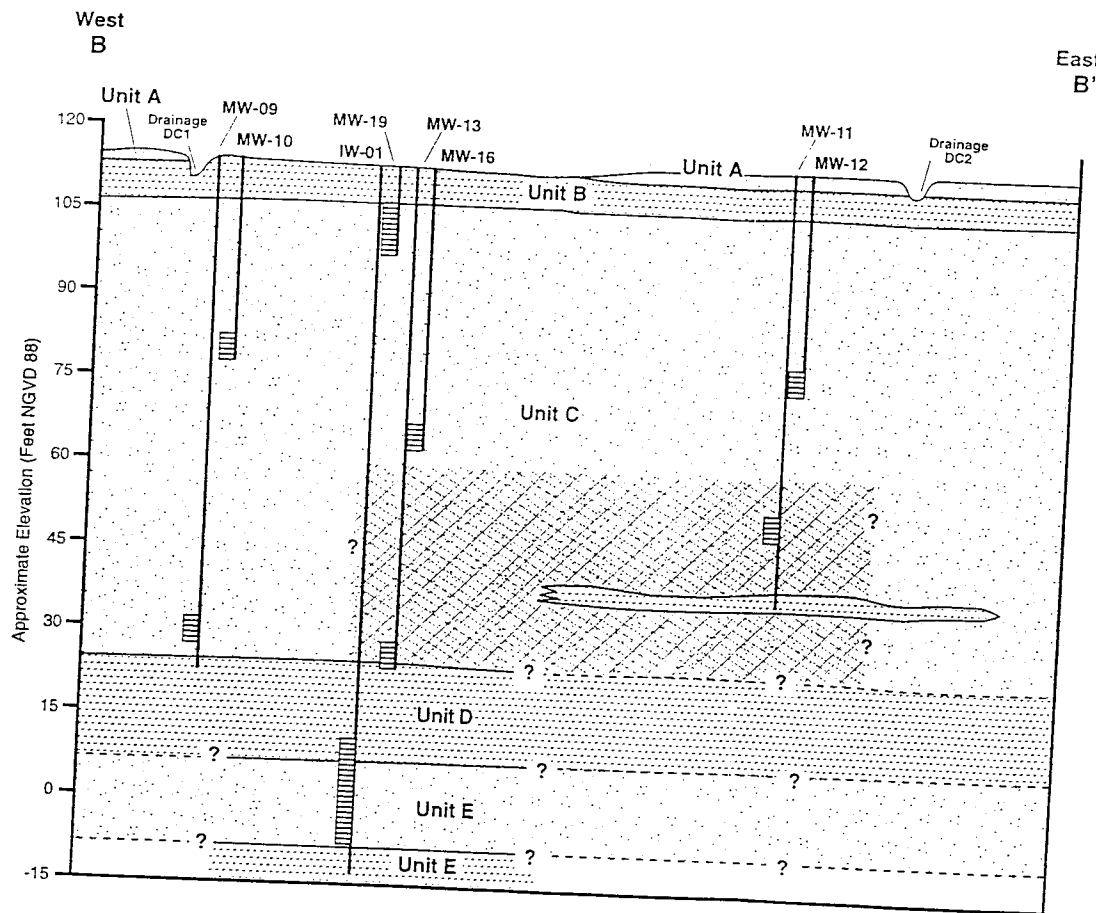 West
B
East
B'
Unit A
Drainage
DC1
MW-09
MW-10
MW-19
IW-01
MW-13
MW-16
Unit A
MW-11
MW-12
Drainage
DC2
Unit B
120
105
90
75
60
45
30
15
0
-15
Approximate Elevation (Feet NGVD 88)
Unit C
?
?
?
?
?
Unit D
?
?
?
Unit E
?
?
?
Unit E